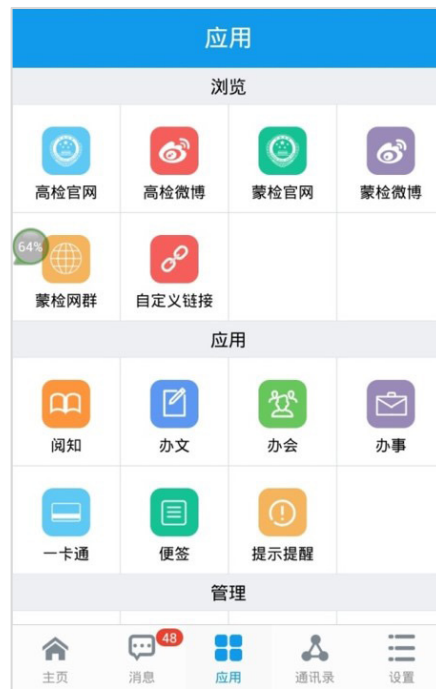 应用
浏览
高检官网 高检微博 蒙检官网 蒙检微博
64%
蒙检网群 自定义链接
应用
阅知 办文 办会 办事
一卡通 便签 提示提醒
管理
48
主页 消息 应用 通讯录 设置